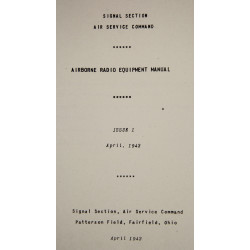 SIGNAL SECTION
AIR SERVICE COMMAND
******
AIRBORNE RADIO EQUIPMENT MANUAL
******
ISSUE 1
April, 1943
******
Signal Section, Air Service Command
Patterson Field, Fairfield, Ohio
April 1943